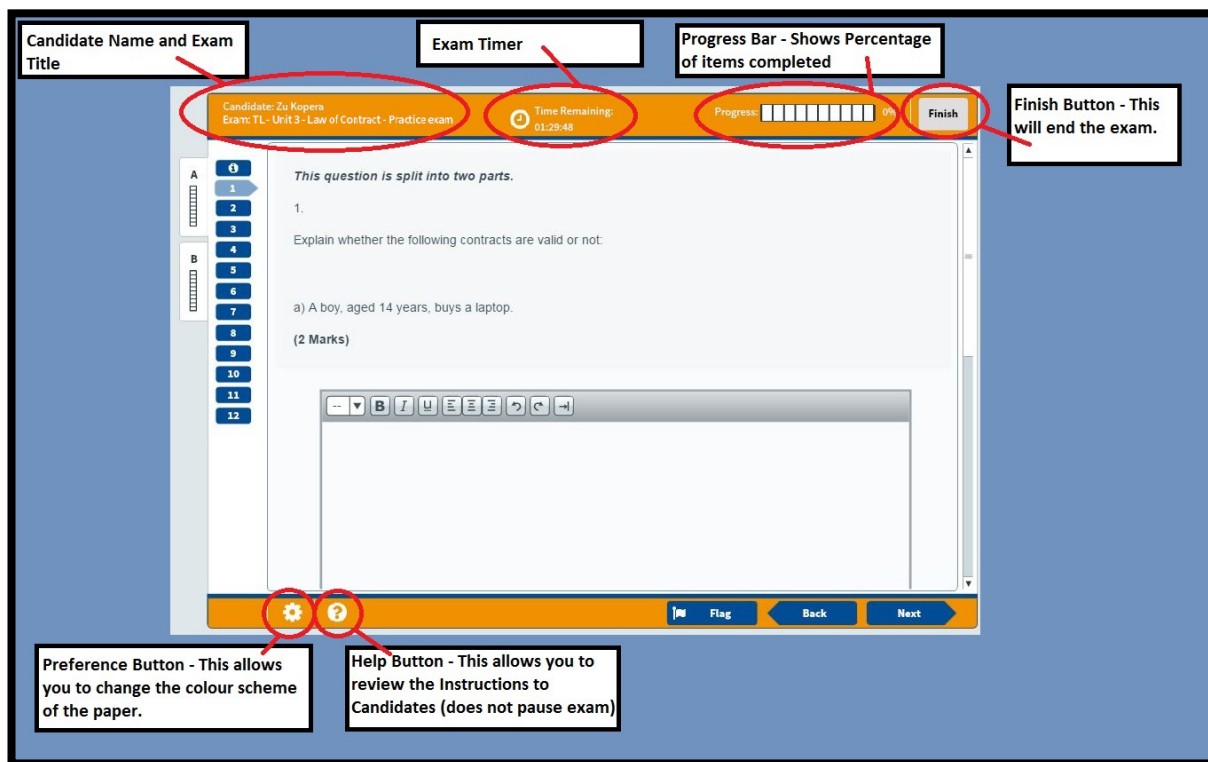 Candidate Name and Exam
Title
Exam Timer
Progress Bar - Shows Percentage
of items completed
Finish Button - This
will end the exam.
Candidate: Zu Kopera
Exam: TL - Unit 3 - Law of Contract - Practice exam
Time Remaining:
01:29:48
Progress:
0%
Finish
A
B
1
2
3
4
5
6
7
8
9
10
11
12
This question is split into two parts.
1.
Explain whether the following contracts are valid or not:
a) A boy, aged 14 years, buys a laptop.
(2 Marks)
-- B I U
Flag
Back
Next
Preference Button - This allows
you to change the colour scheme
of the paper.
Help Button - This allows you to
review the Instructions to
Candidates (does not pause exam)